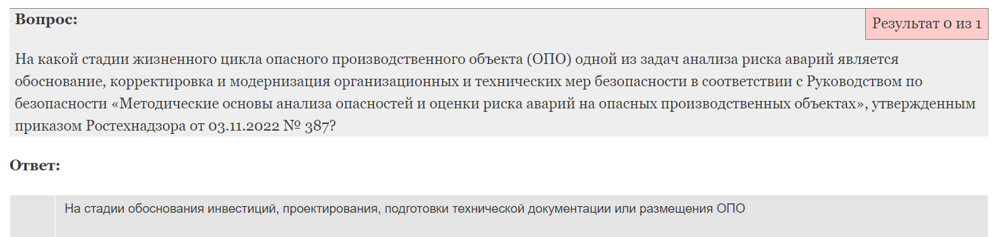 Вопрос:
Результат 0 из 1
На какой стадии жизненного цикла опасного производственного объекта (ОПО) одной из задач анализа риска аварий является
обоснование, корректировка и модернизация организационных и технических мер безопасности в соответствии с Руководством по
безопасности «Методические основы анализа опасностей и оценки риска аварий на опасных производственных объектах», утвержденным
приказом Ростехнадзора от 03.11.2022 № 387?
Ответ:
На стадии обоснования инвестиций, проектирования, подготовки технической документации или размещения ОПО